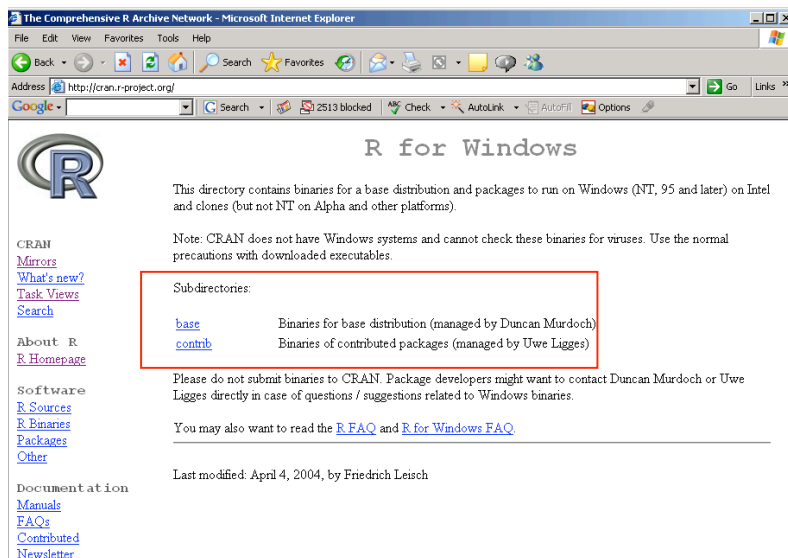 The Comprehensive R Archive Network - Microsoft Internet Explorer
File Edit View Favorites Tools Help
Back Search Favorites
Address http://cran.r-project.org/ Go Links »
Google Search 2513 blocked ABC Check AutoLink AutoFill Options
R
R for Windows
This directory contains binaries for a base distribution and packages to run on Windows (NT, 95 and later) on Intel
and clones (but not NT on Alpha and other platforms).
Note: CRAN does not have Windows systems and cannot check these binaries for viruses. Use the normal
precautions with downloaded executables.
Subdirectories:
base Binaries for base distribution (managed by Duncan Murdoch)
contrib Binaries of contributed packages (managed by Uwe Ligges)
Please do not submit binaries to CRAN. Package developers might want to contact Duncan Murdoch or Uwe
Ligges directly in case of questions / suggestions related to Windows binaries.
You may also want to read the R FAQ and R for Windows FAQ.
Last modified: April 4, 2004, by Friedrich Leisch
CRAN
Mirrors
What's new?
Task Views
Search
About R
R Homepage
Software
R Sources
R Binaries
Packages
Other
Documentation
Manuals
FAQs
Contributed
Newsletter